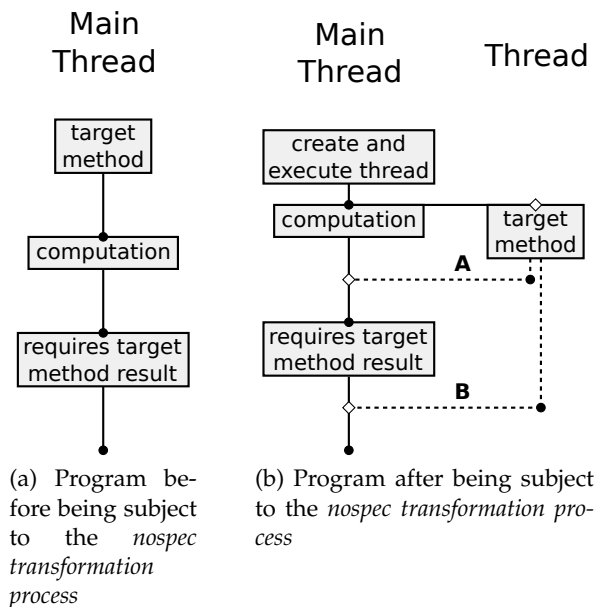 Main
Thread
target
method
computation
requires target
method result
(a) Program be-
fore being subject
to the nospec
transformation
process
Main
Thread
Thread
create and
execute thread
computation
target
method
A
requires target
method result
B
(b) Program after being subject
to the nospec transformation pro-
cess